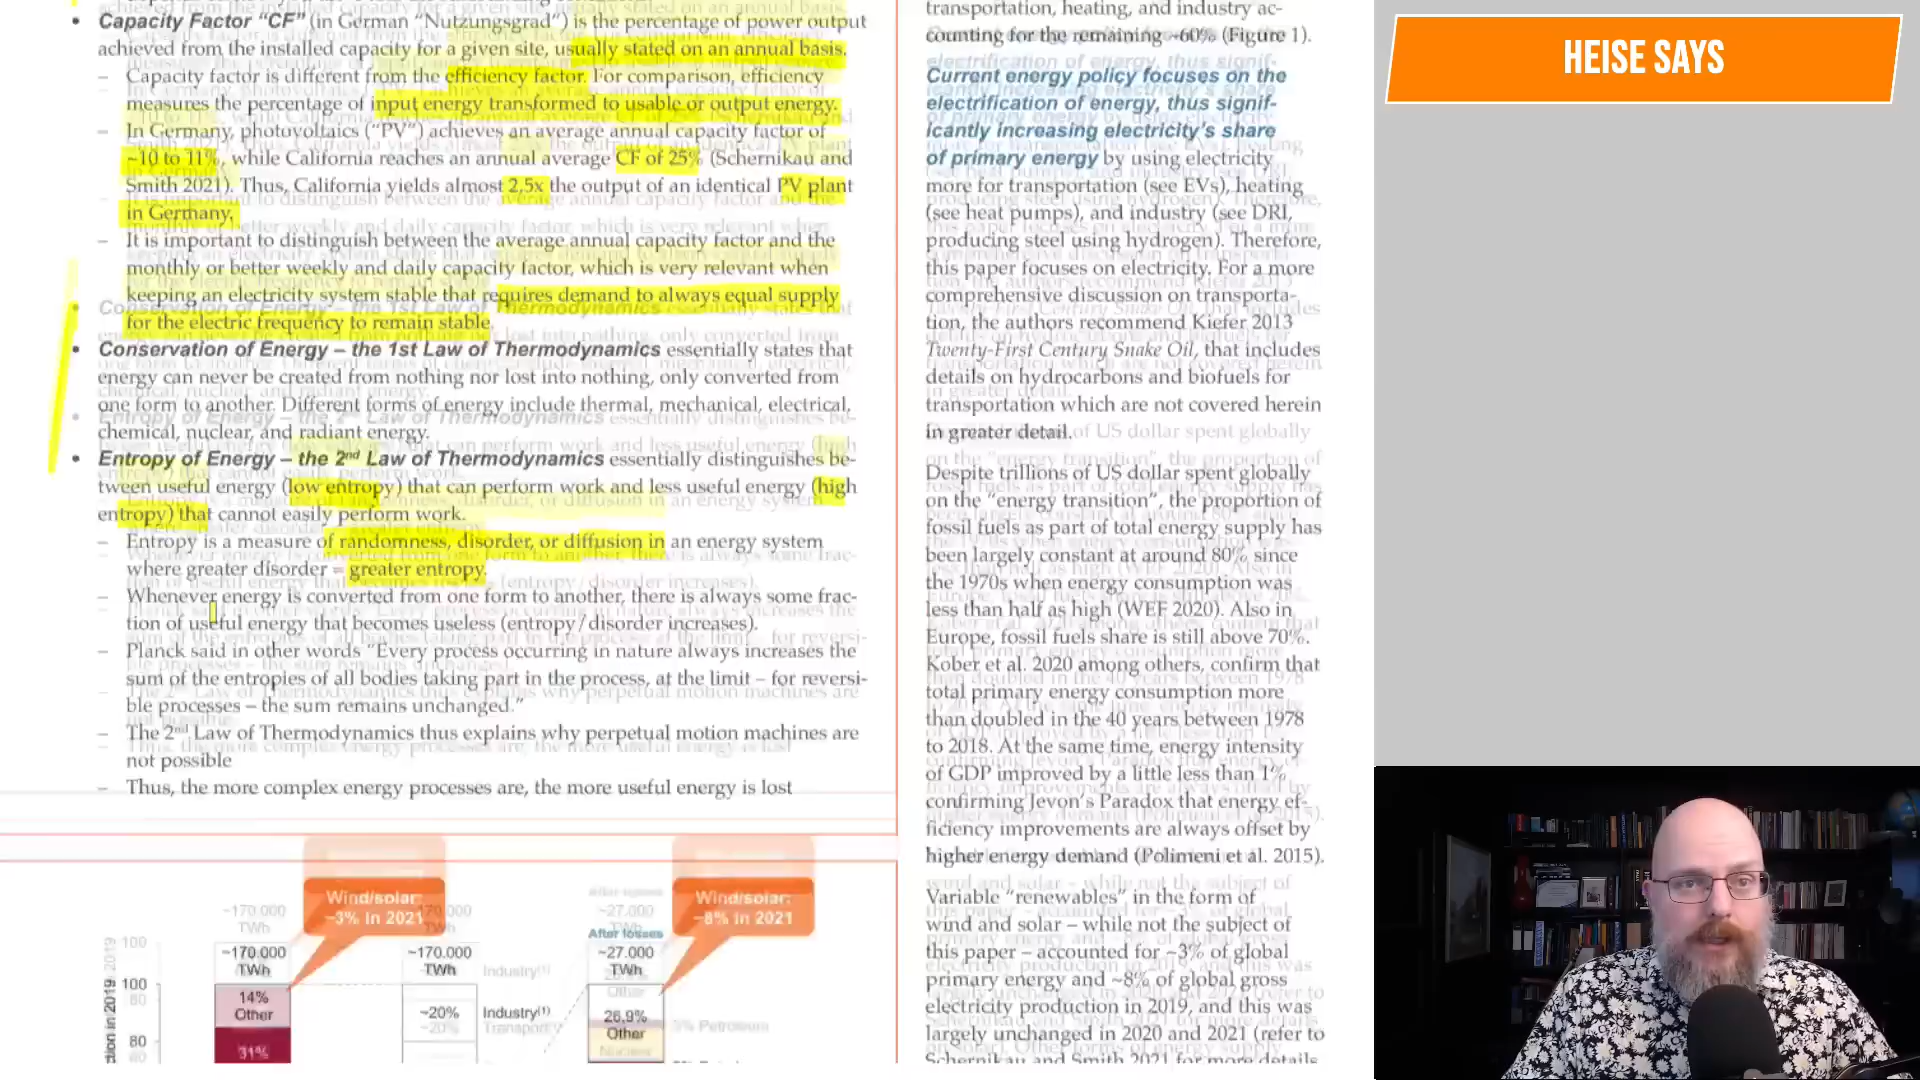 • Capacity Factor “CF” (in German “Nutzungsgrad”) is the percentage of power output
achieved from the installed capacity for a given site, usually stated on an annual basis.
– Capacity factor is different from the efficiency factor. For comparison, efficiency
measures the percentage of input energy transformed to usable or output energy.
– In Germany, photovoltaics (“PV”) achieves an average annual capacity factor of
~10 to 11%, while California reaches an annual average CF of 25% (Schernikau and
Smith 2021). Thus, California yields almost 2,5x the output of an identical PV plant
in Germany.
– It is important to distinguish between the average annual capacity factor and the
monthly or better weekly and daily capacity factor, which is very relevant when
keeping an electricity system stable that requires demand to always equal supply
for the electric frequency to remain stable.
• Conservation of Energy – the 1st Law of Thermodynamics essentially states that
energy can never be created from nothing nor lost into nothing, only converted from
one form to another. Different forms of energy include thermal, mechanical, electrical,
chemical, nuclear, and radiant energy.
• Entropy of Energy – the 2nd Law of Thermodynamics essentially distinguishes be-
tween useful energy (low entropy) that can perform work and less useful energy (high
entropy) that cannot easily perform work.
Entropy is a measure of randomness, disorder, or diffusion in an energy system
where greater disorder = greater entropy.
– Whenever energy is converted from one form to another, there is always some frac-
tion of useful energy that becomes useless (entropy/disorder increases).
– Planck said in other words “Every process occurring in nature always increases the
sum of the entropies of all bodies taking part in the process, at the limit – for reversi-
ble processes – the sum remains unchanged.”
– The 2nd Law of Thermodynamics thus explains why perpetual motion machines are
not possible
– Thus, the more complex energy processes are, the more useful energy is lost
Wind/solar:
~3% in 2021
Wind/solar:
~8% in 2021
After losses
~170.000
TWh
~170.000
TWh
~27.000
TWh
100
80
14%
Other
31%
~20%
Industry(1)
26,9%
Other
transportation, heating, and industry ac-
counting for the remaining ~60% (Figure 1).
Current energy policy focuses on the
electrification of energy, thus signif-
icantly increasing electricity’s share
of primary energy by using electricity
more for transportation (see EVs), heating
(see heat pumps), and industry (see DRI,
producing steel using hydrogen). Therefore,
this paper focuses on electricity. For a more
comprehensive discussion on transporta-
tion, the authors recommend Kiefer 2013
Twenty-First Century Snake Oil, that includes
details on hydrocarbons and biofuels for
transportation which are not covered herein
in greater detail.
Despite trillions of US dollar spent globally
on the “energy transition”, the proportion of
fossil fuels as part of total energy supply has
been largely constant at around 80% since
the 1970s when energy consumption was
less than half as high (WEF 2020). Also in
Europe, fossil fuels share is still above 70%.
Kober et al. 2020 among others, confirm that
total primary energy consumption more
than doubled in the 40 years between 1978
to 2018. At the same time, energy intensity
of GDP improved by a little less than 1%
confirming Jevon’s Paradox that energy ef-
ficiency improvements are always offset by
higher energy demand (Polimeni et al. 2015).
Variable “renewables” in the form of
wind and solar – while not the subject of
this paper – accounted for ~3% of global
primary energy and ~8% of global gross
electricity production in 2019, and this was
largely unchanged in 2020 and 2021 (refer to
Schernikau and Smith 2021 for more details
HEISE SAYS